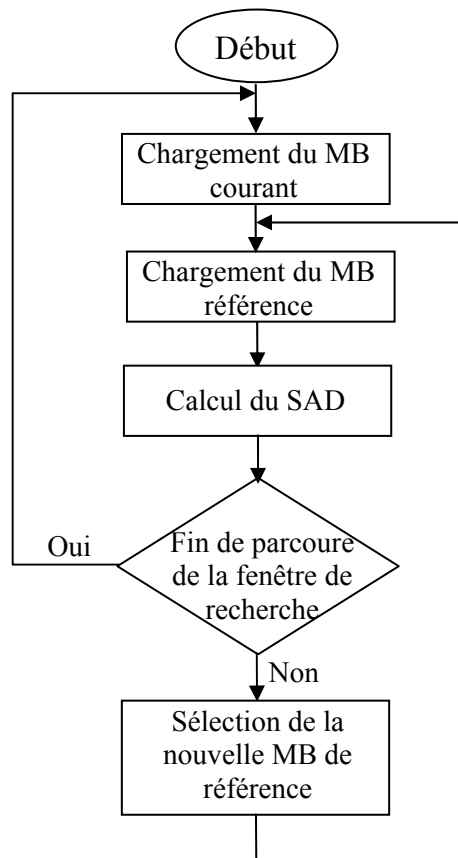 Début
Chargement du MB
courant
Chargement du MB
référence
Calcul du SAD
Oui
Fin de parcoure
de la fenêtre de
recherche
Non
Sélection de la
nouvelle MB de
référence